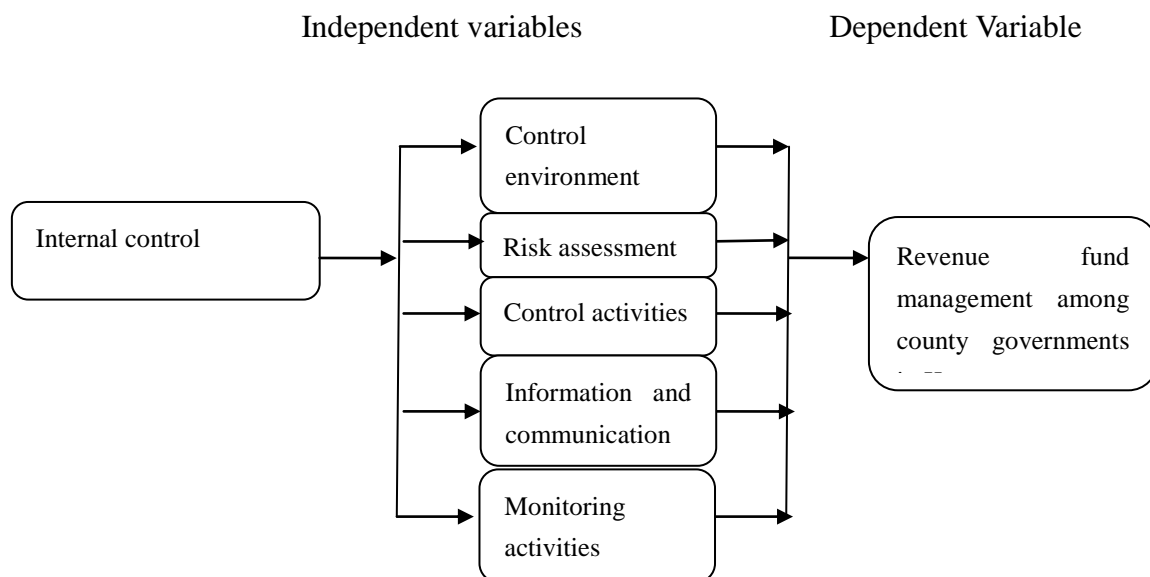 Independent variables
Dependent Variable
Internal control
Control
environment
Risk assessment
Control activities
Information and
communication
Monitoring
activities
Revenue fund
management among
county governments